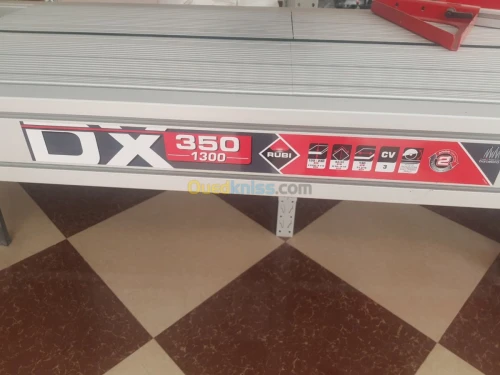 DX 350 1300 RUBI CV 3 2
Ouedkniss.com